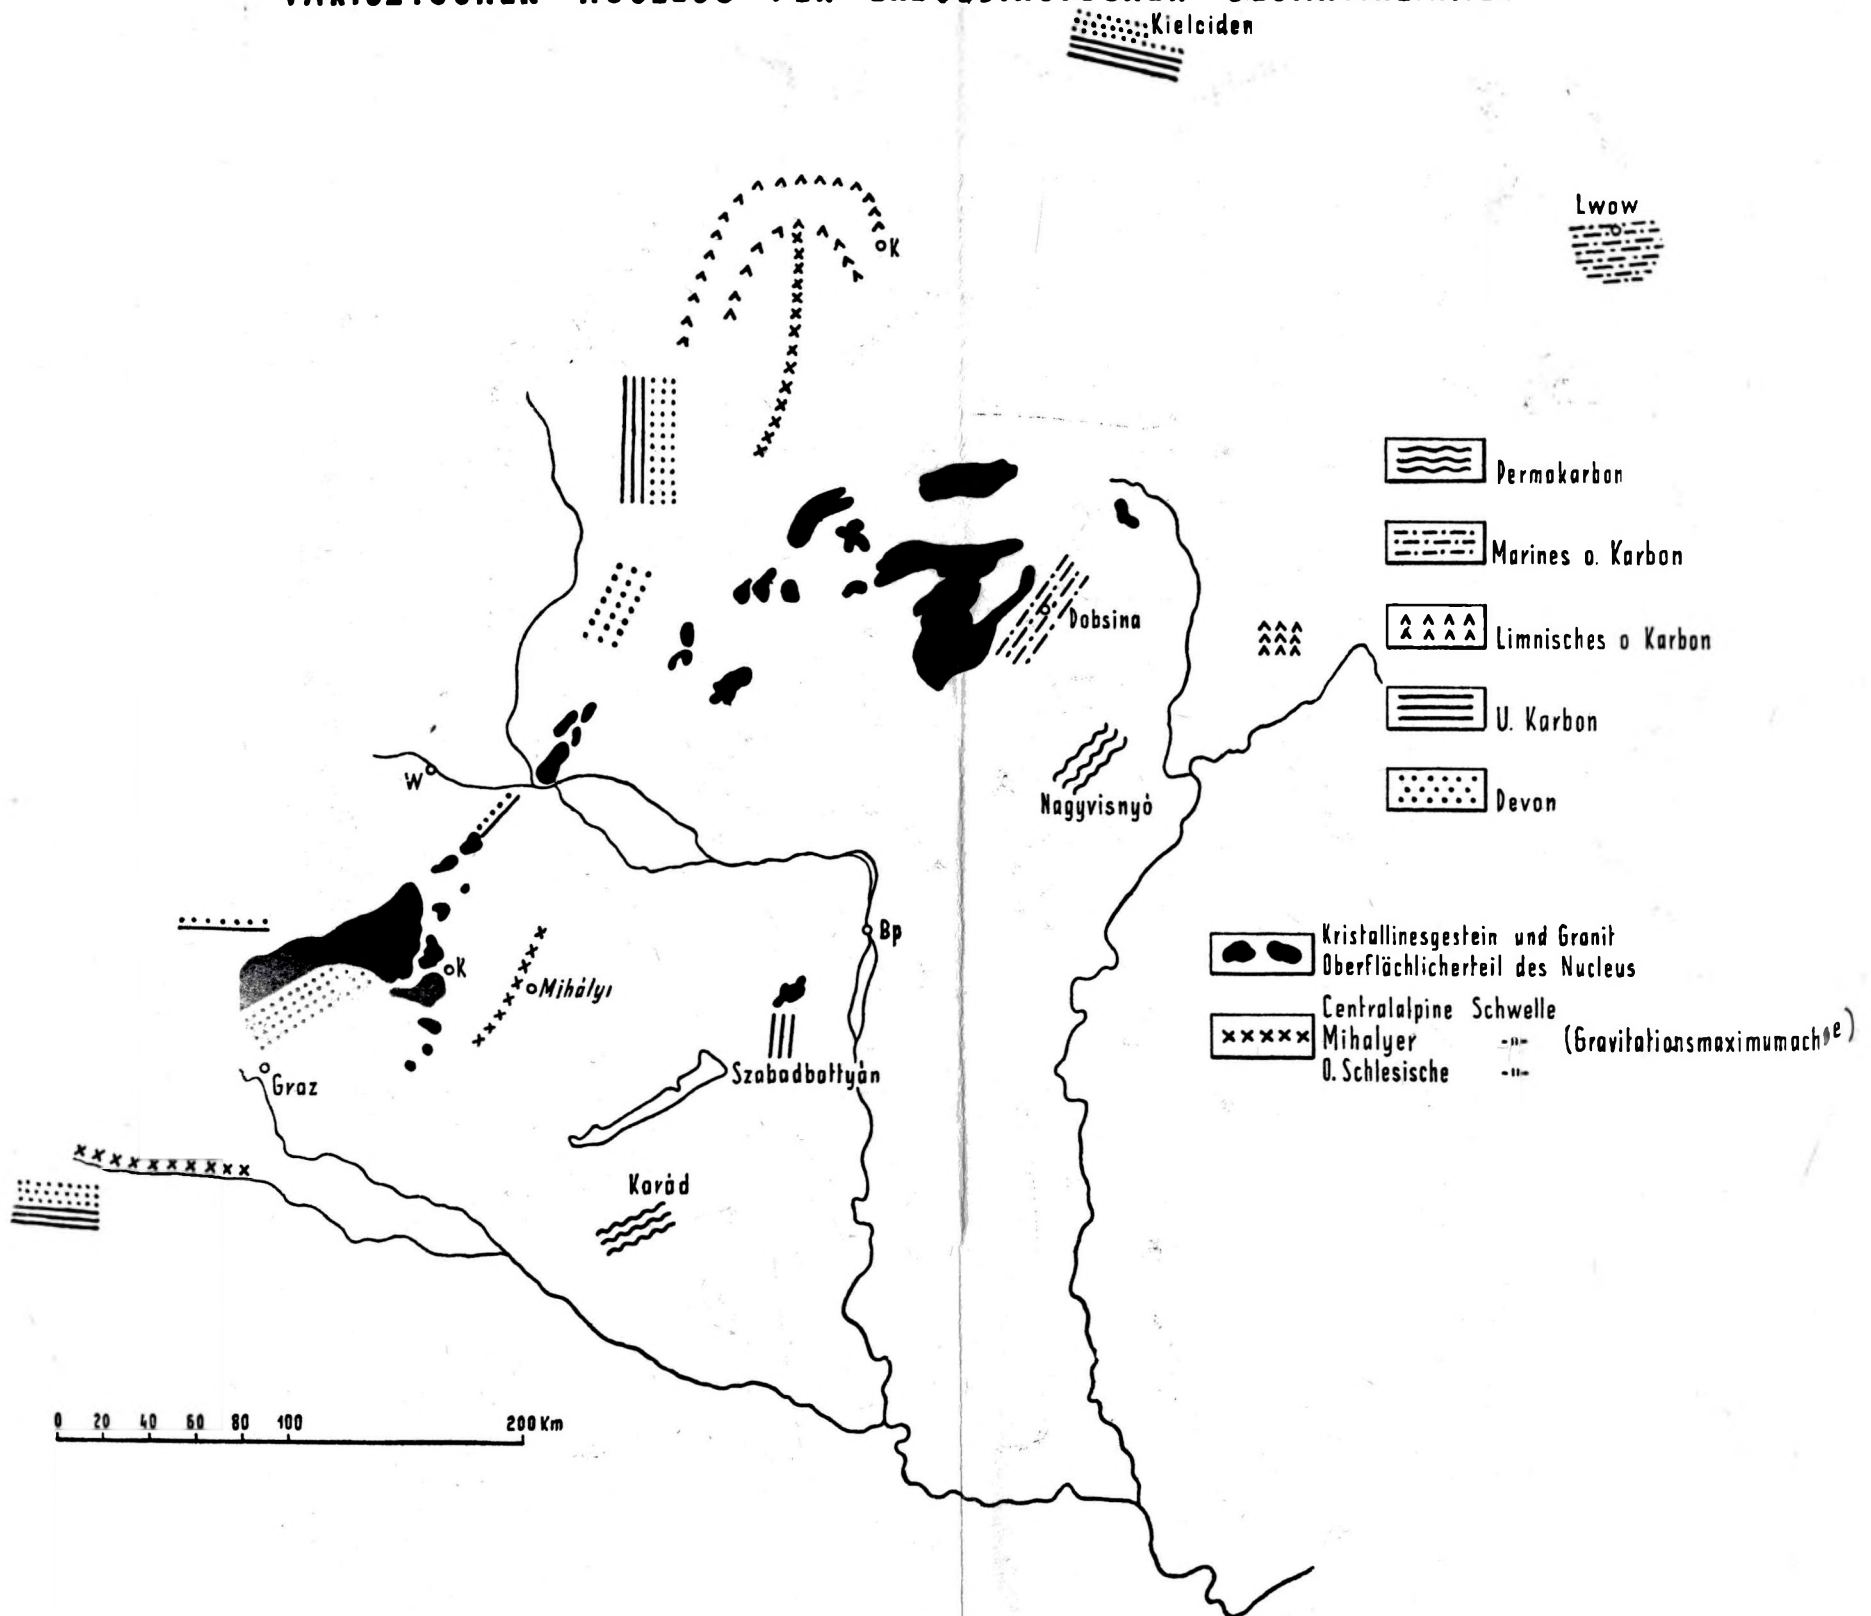 Kielciden
Lwow
K
Permokarbon
Marines o. Karbon
Dobsina
Limnisches o Karbon
U. Karbon
W
Nagyvisnyó
Devon
Bp
Kristallinesgestein und Granit
Oberflächlicherteil des Nucleus
K
Mihályi
Centralalpine Schwelle
Mihalyer -"- (Gravitationsmaximumachse)
O. Schlesische -"-
Graz
Szabadbattyán
Karád
0 20 40 60 80 100 200 Km